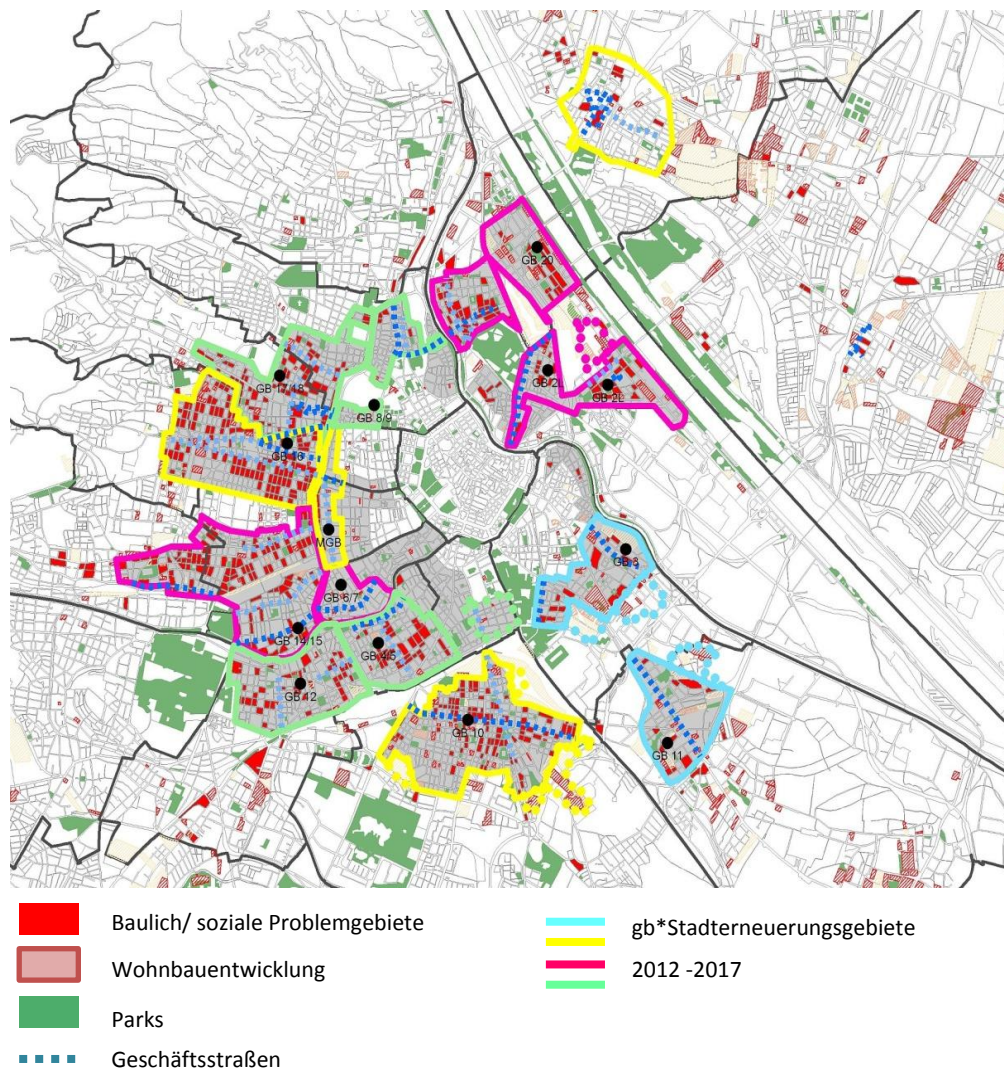 GB 20
GB 2L
GB 2L
GB 17/18
GB 8/9
GB 16
MGB
GB 3
GB 6/7
GB 14/15
GB 4/5
GB 12
GB 10
GB 11
Baulich/ soziale Problemgebiete
Wohnbauentwicklung
Parks
Geschäftsstraßen
gb*Stadterneuerungsgebiete
2012 -2017